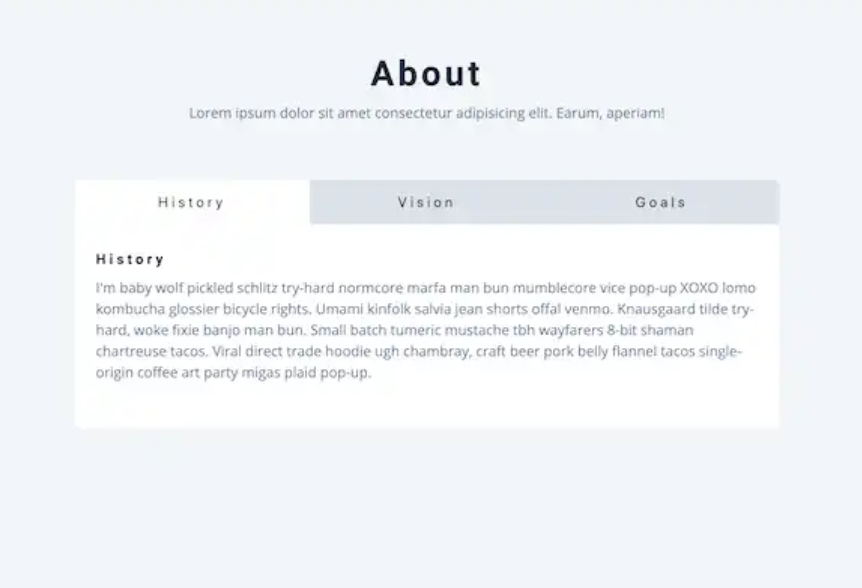 About
Lorem ipsum dolor sit amet consectetur adipisicing elit. Earum, aperiam!
History Vision Goals
History
I'm baby wolf pickled schlitz try-hard normcore marfa man bun mumblecore vice pop-up XOXO lomo
kombucha glossier bicycle rights. Umami kinfolk salvia jean shorts offal venmo. Knausgaard tilde try-
hard, woke fixie banjo man bun. Small batch tumeric mustache tbh wayfarers 8-bit shaman
chartreuse tacos. Viral direct trade hoodie ugh chambray, craft beer pork belly flannel tacos single-
origin coffee art party migas plaid pop-up.